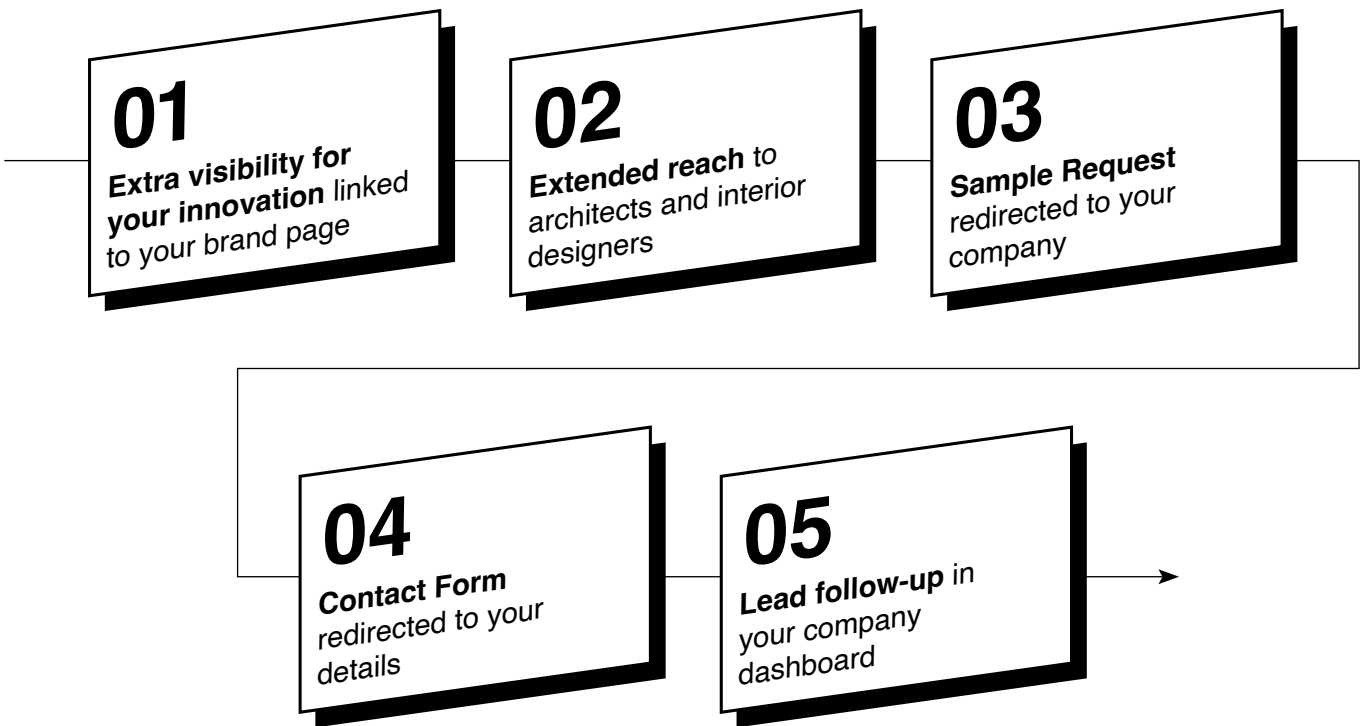 01
Extra visibility for
your innovation linked
to your brand page
02
Extended reach to
architects and interior
designers
03
Sample Request
redirected to your
company
04
Contact Form
redirected to your
details
05
Lead follow-up in
your company
dashboard